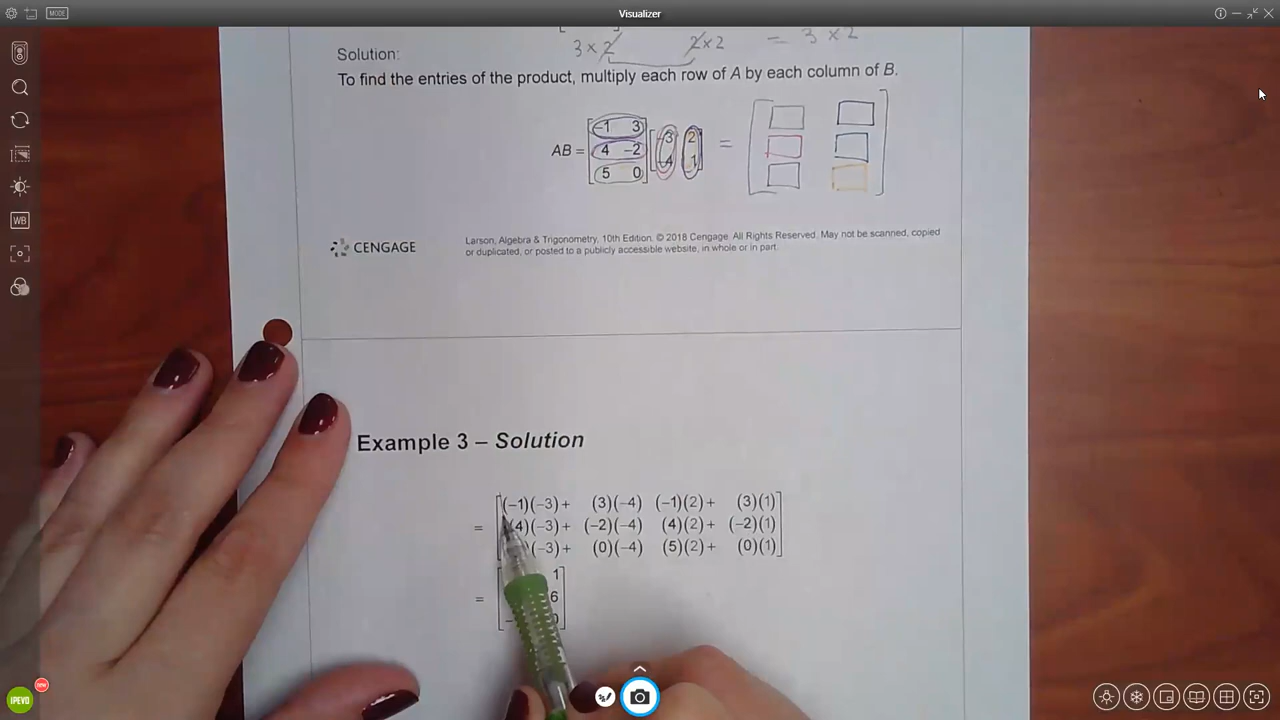 MODE
Visualizer
3 × 2 2 × 2 = 3 × 2
Solution:
To find the entries of the product, multiply each row of A by each column of B.
AB = [-1 3 4 -2 5 0] [-3 2 -4 1] =
CENGAGE
Larson, Algebra & Trigonometry, 10th Edition. © 2018 Cengage. All Rights Reserved. May not be scanned, copied
or duplicated, or posted to a publicly accessible website, in whole or in part.
Example 3 – Solution
(–1)(–3) + (3)(–4) (–1)(2) + (3)(1)
= (4)(–3) + (–2)(–4) (4)(2) + (–2)(1)
(–3) + (0)(–4) (5)(2) + (0)(1)
1
= 6
WB
IPEVO